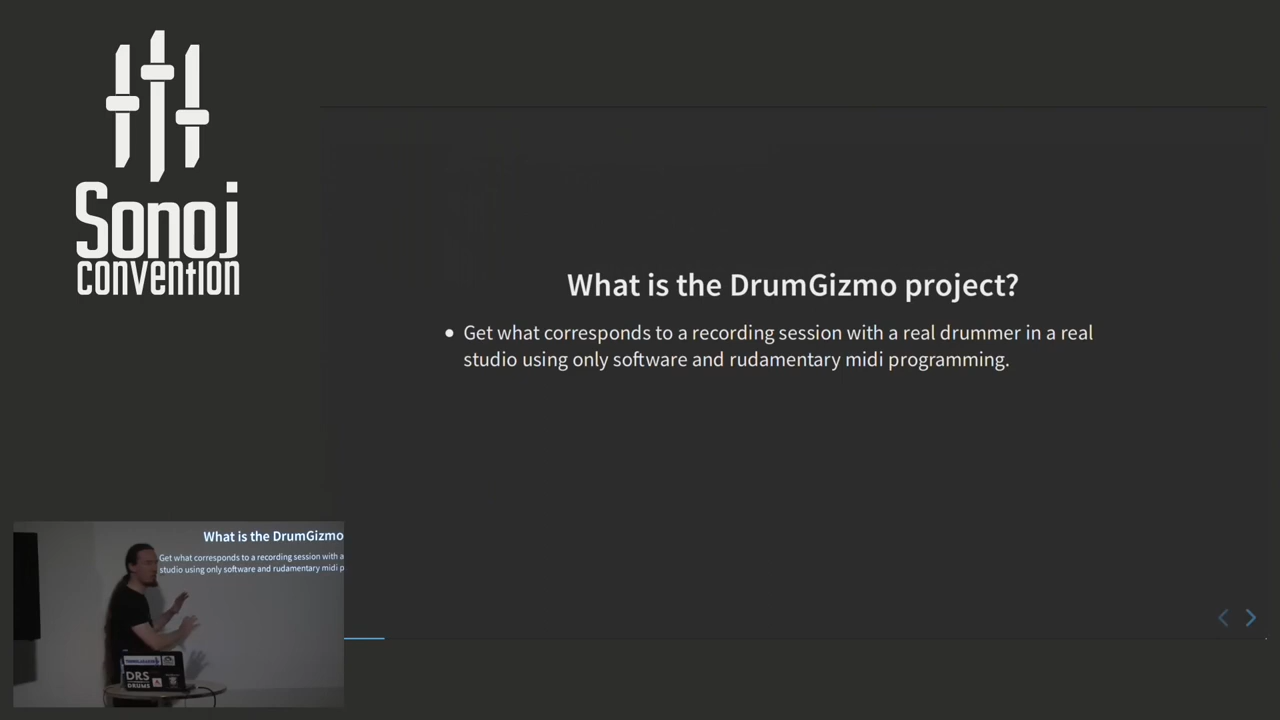 Sonoj
convention
What is the DrumGizmo project?
Get what corresponds to a recording session with a real drummer in a real
studio using only software and rudamentary midi programming.
What is the DrumGizmo
Get what corresponds to a recording session with a
studio using only software and rudamentary midi p
DRS
DRUMS